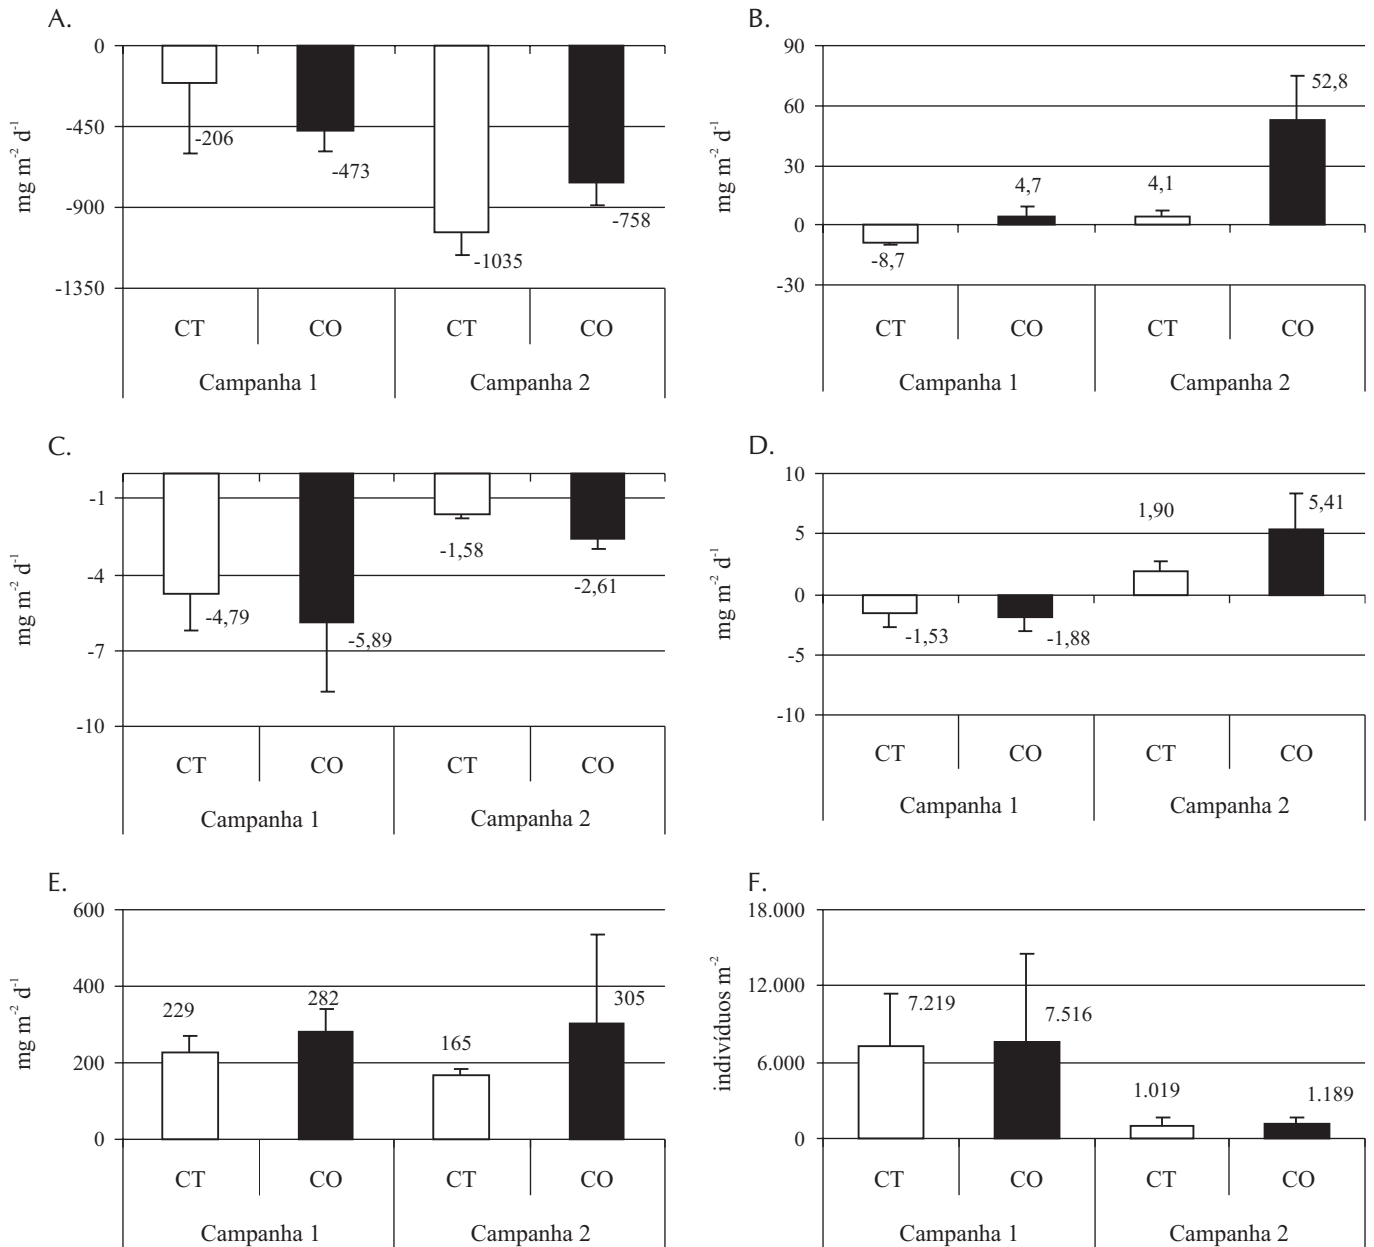 A.
0
-450
-900
-1350
mg m⁻² d⁻¹
-206
-473
-1035
-758
CT CO CT CO
Campanha 1 Campanha 2
B.
90
60
30
0
-30
mg m⁻² d⁻¹
-8,7
4,7
4,1
52,8
CT CO CT CO
Campanha 1 Campanha 2
C.
-1
-4
-7
-10
mg m⁻² d⁻¹
-4,79
-5,89
-1,58
-2,61
CT CO CT CO
Campanha 1 Campanha 2
D.
10
5
0
-5
-10
mg m⁻² d⁻¹
-1,53
-1,88
1,90
5,41
CT CO CT CO
Campanha 1 Campanha 2
E.
600
400
200
0
mg m⁻² d⁻¹
229
282
165
305
CT CO CT CO
Campanha 1 Campanha 2
F.
18.000
12.000
6.000
0
indivíduos m⁻²
7.219
7.516
1.019
1.189
CT CO CT CO
Campanha 1 Campanha 2